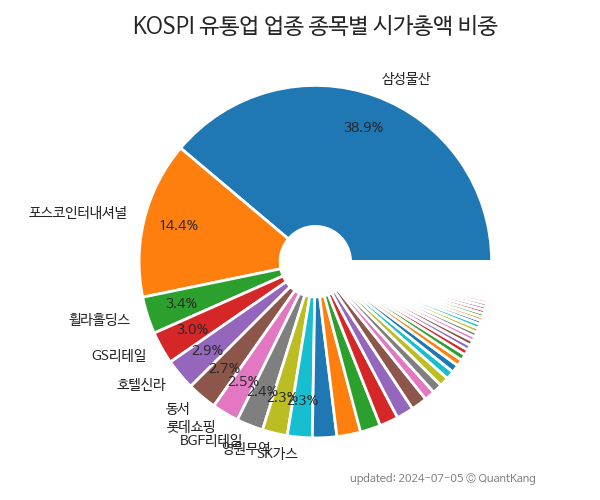 KOSPI 유통업 업종 종목별 시가총액 비중
삼성물산
38.9%
포스코인터내셔널
14.4%
휠라홀딩스
3.4%
GS리테일
3.0%
호텔신라
2.9%
동서
2.7%
롯데쇼핑
2.5%
BGF리테일
2.4%
영원무역
2.3%
SK가스
2.3%
updated: 2024-07-05 ⓒ QuantKang